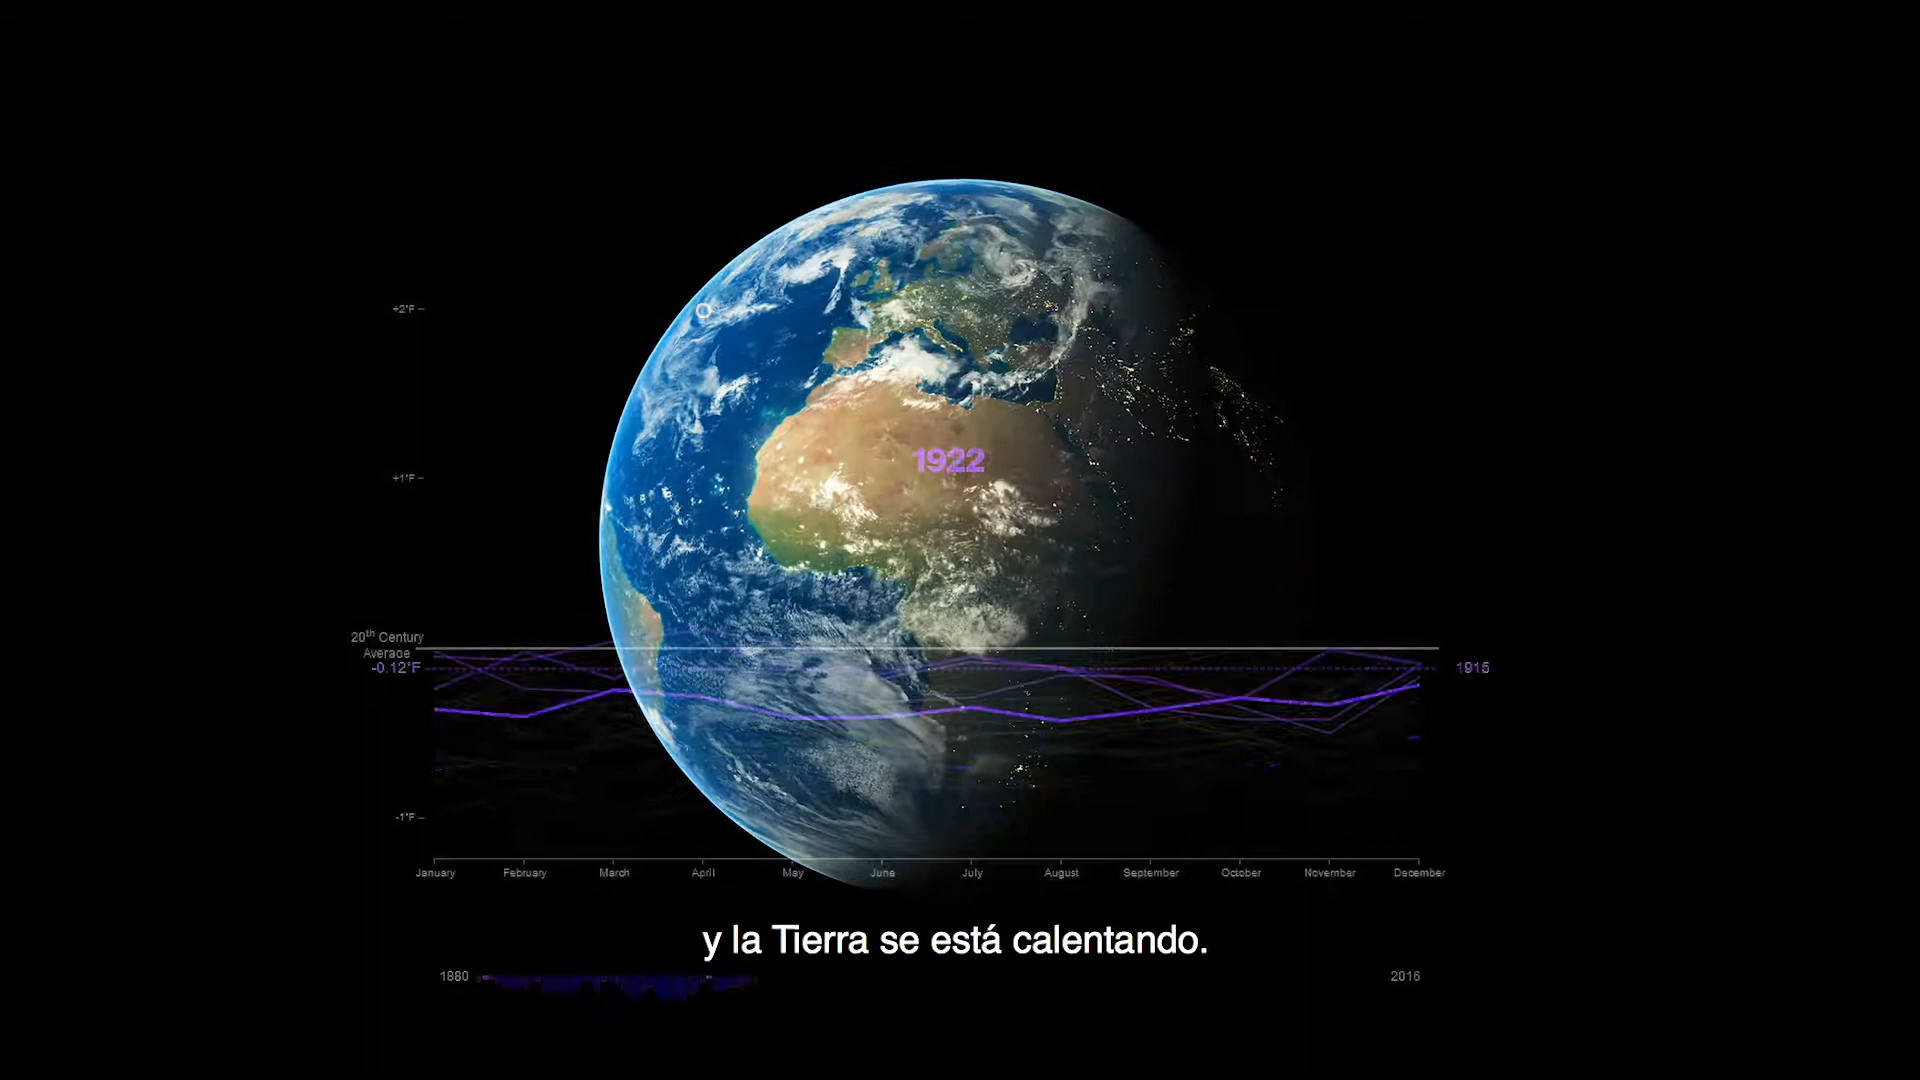 +2°F
1922
+1°F
20th Century
Average
-0.12°F
1915
-1°F
January February March April May June July August September October November December
y la Tierra se está calentando.
1880
2016